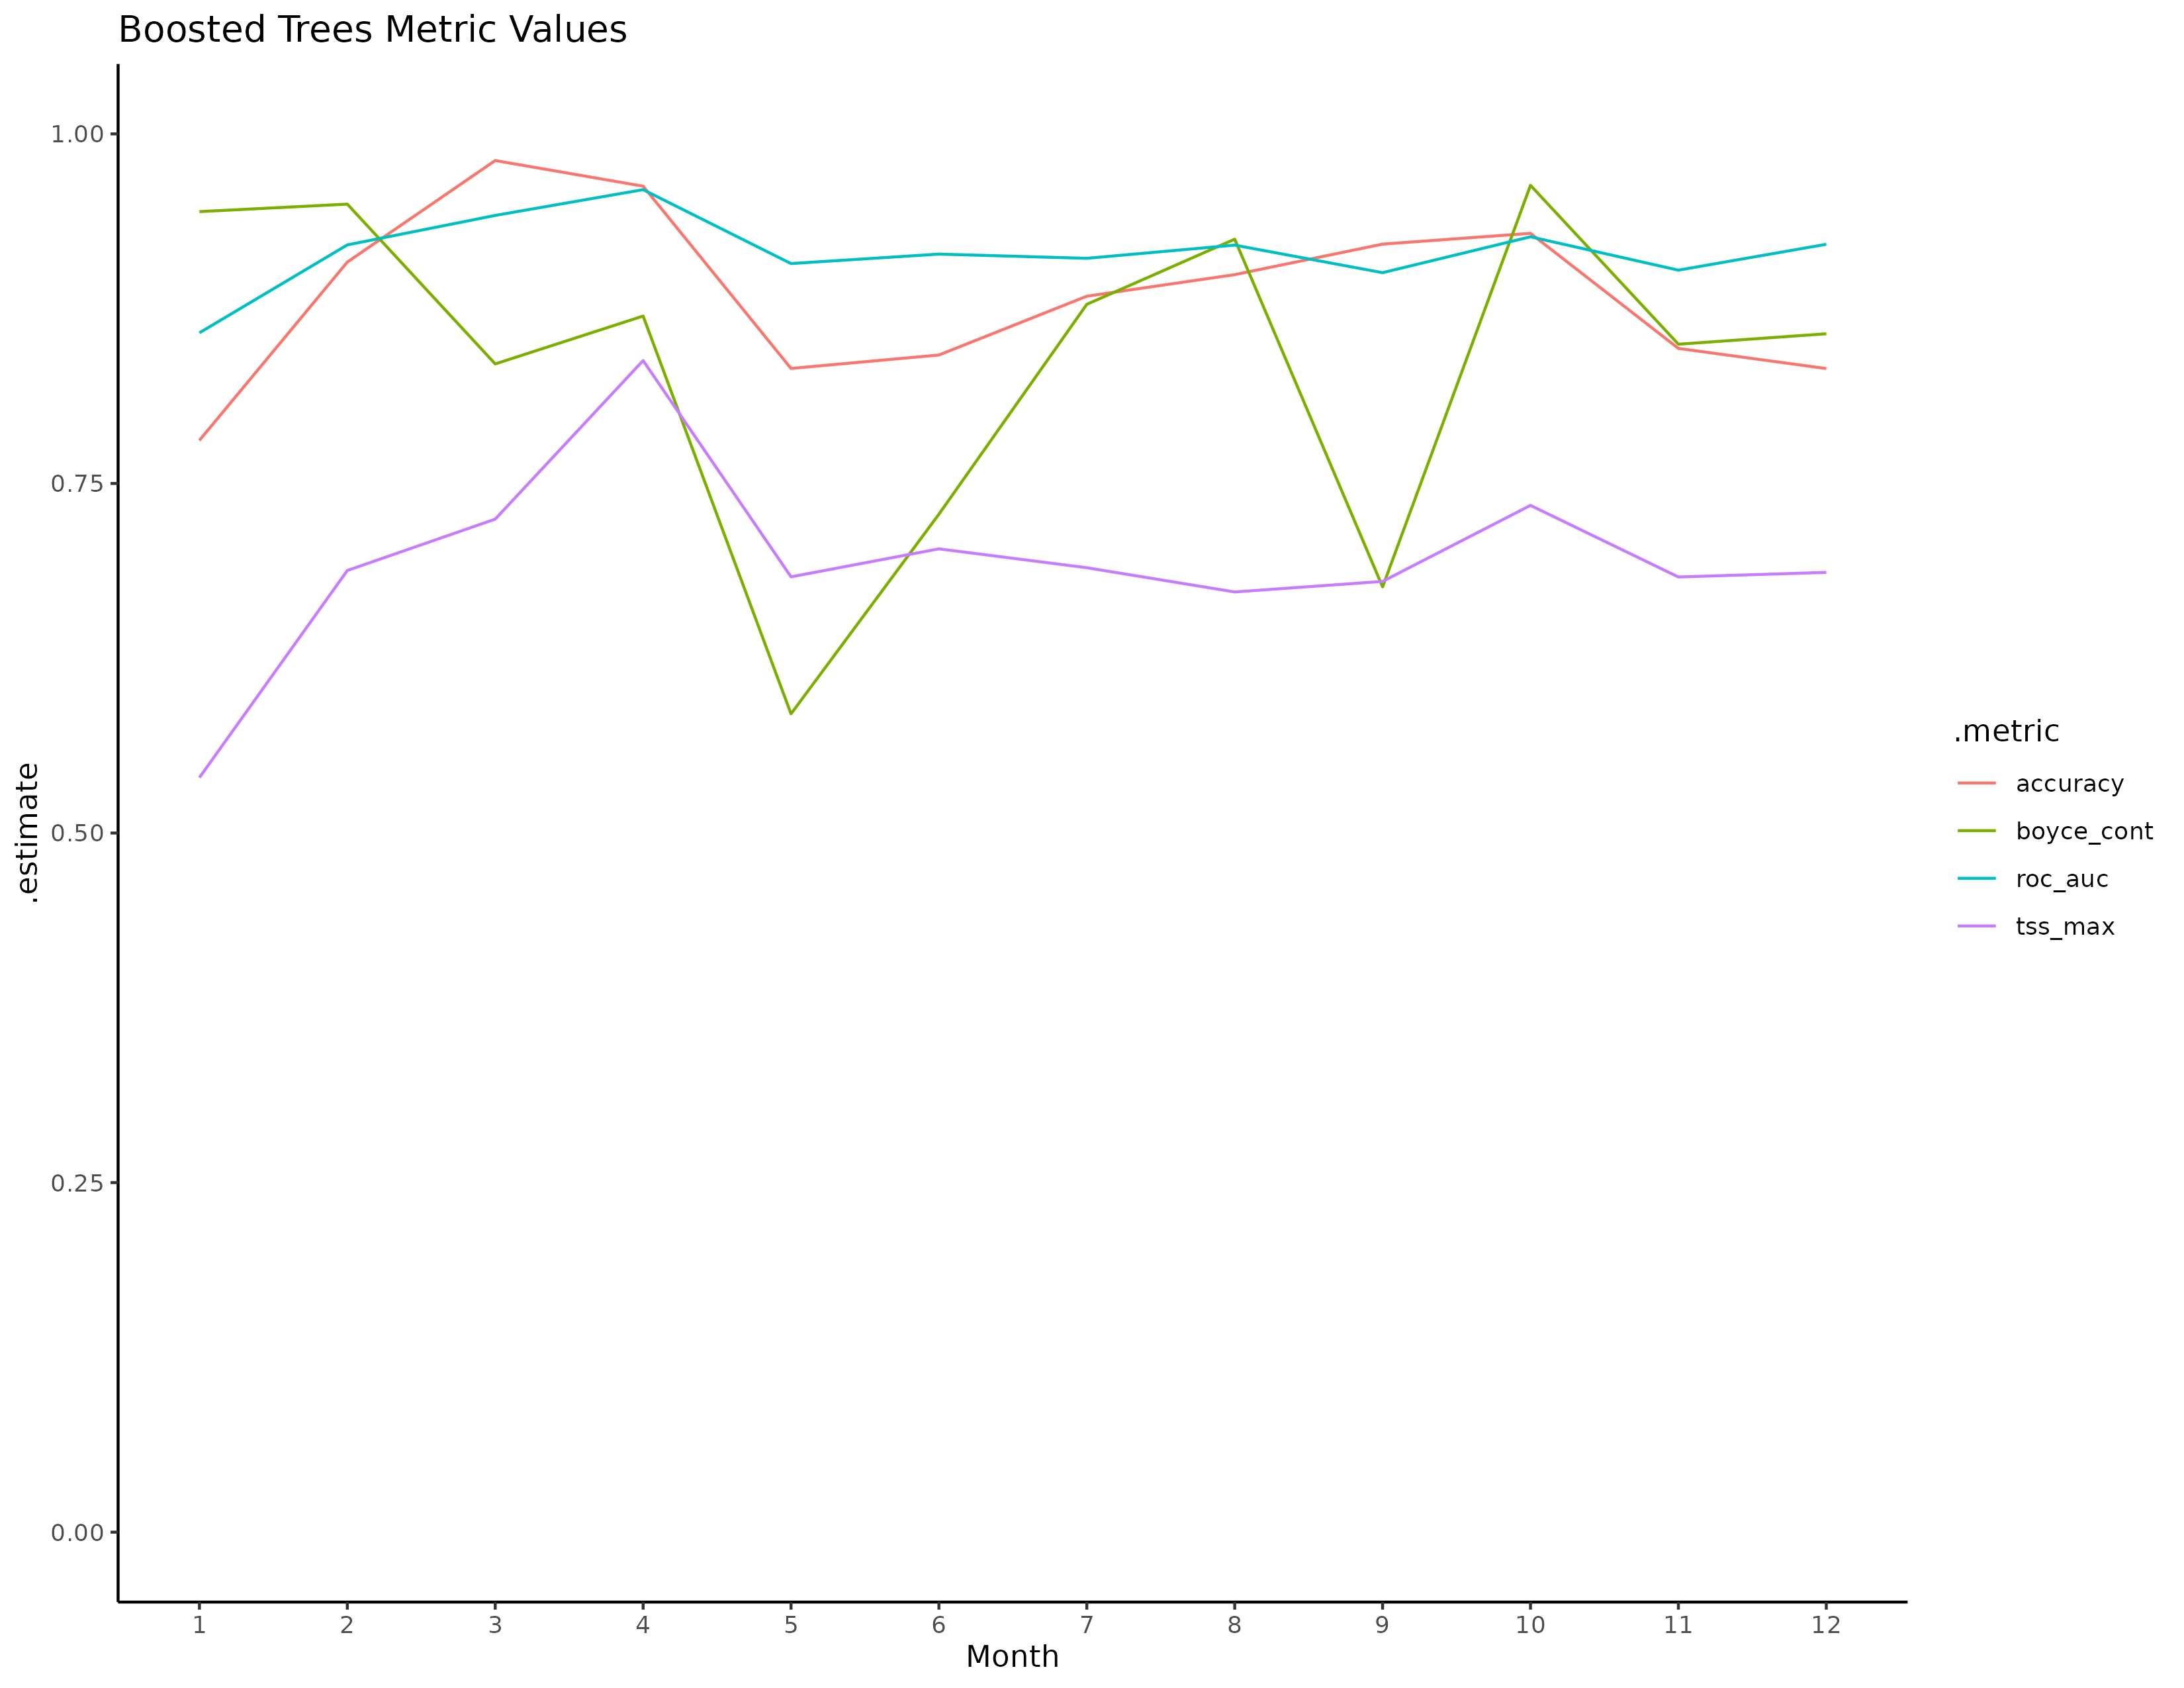 Boosted Trees Metric Values
1.00
0.75
0.50
0.25
0.00
.estimate
1 2 3 4 5 6 7 8 9 10 11 12
Month
.metric
accuracy
boyce_cont
roc_auc
tss_max